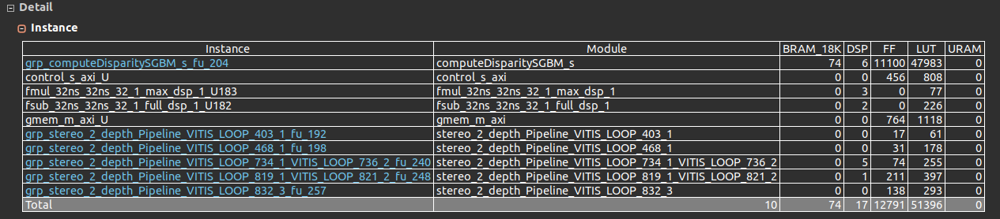 Detail
Instance
Instance Module BRAM_18K DSP FF LUT URAM
grp_computeDisparitySGBM_s_fu_204 computeDisparitySGBM_s 74 6 11100 47983 0
control_s_axi_U control_s_axi 0 0 456 808 0
fmul_32ns_32ns_32_1_max_dsp_1_U183 fmul_32ns_32ns_32_1_max_dsp_1 0 3 0 77 0
fsub_32ns_32ns_32_1_full_dsp_1_U182 fsub_32ns_32ns_32_1_full_dsp_1 0 2 0 226 0
gmem_m_axi_U gmem_m_axi 0 0 764 1118 0
grp_stereo_2_depth_Pipeline_VITIS_LOOP_403_1_fu_192 stereo_2_depth_Pipeline_VITIS_LOOP_403_1 0 0 17 61 0
grp_stereo_2_depth_Pipeline_VITIS_LOOP_468_1_fu_198 stereo_2_depth_Pipeline_VITIS_LOOP_468_1 0 0 31 178 0
grp_stereo_2_depth_Pipeline_VITIS_LOOP_734_1_VITIS_LOOP_736_2_fu_240 stereo_2_depth_Pipeline_VITIS_LOOP_734_1_VITIS_LOOP_736_2 0 5 74 255 0
grp_stereo_2_depth_Pipeline_VITIS_LOOP_819_1_VITIS_LOOP_821_2_fu_248 stereo_2_depth_Pipeline_VITIS_LOOP_819_1_VITIS_LOOP_821_2 0 1 211 397 0
grp_stereo_2_depth_Pipeline_VITIS_LOOP_832_3_fu_257 stereo_2_depth_Pipeline_VITIS_LOOP_832_3 0 0 138 293 0
Total 10 74 17 12791 51396 0